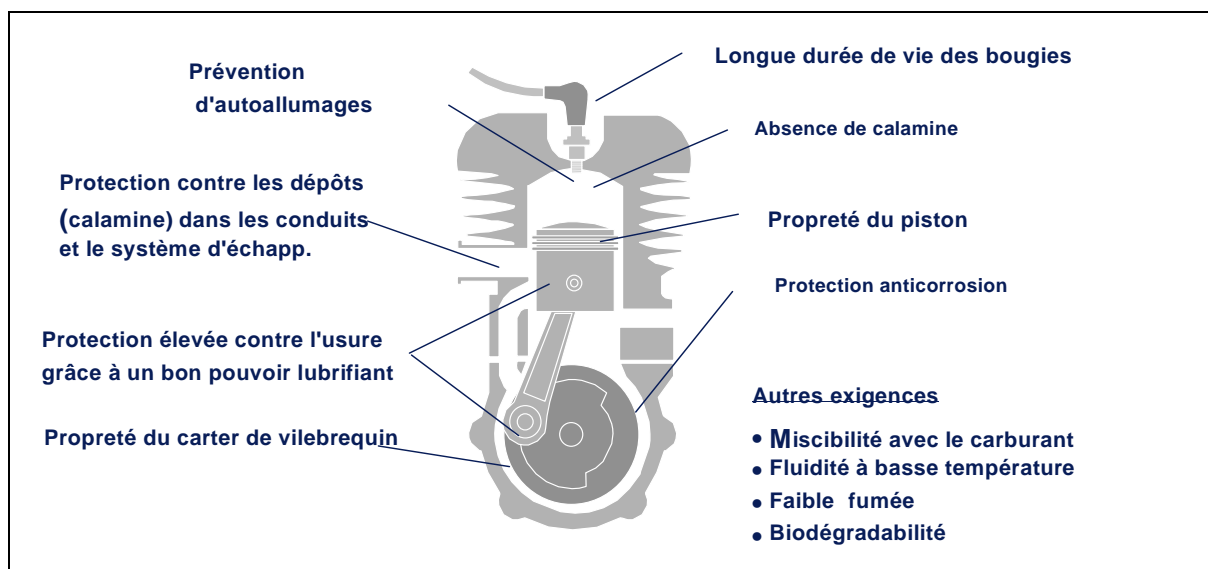 Prévention
d'autoallumages
Longue durée de vie des bougies
Absence de calamine
Protection contre les dépôts
(calamine) dans les conduits
et le système d'échapp.
Propreté du piston
Protection anticorrosion
Protection élevée contre l'usure
grâce à un bon pouvoir lubrifiant
Propreté du carter de vilebrequin
Autres exigences
• Miscibilité avec le carburant
• Fluidité à basse température
• Faible fumée
• Biodégradabilité